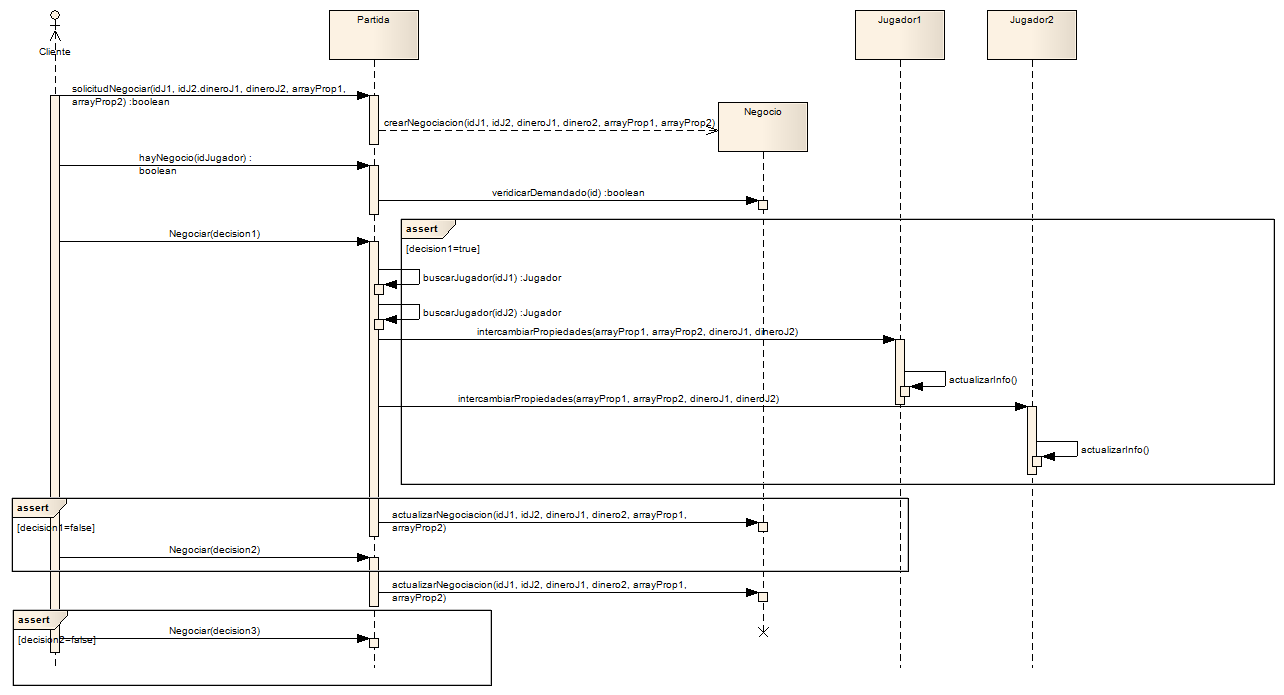 Cliente
Partida
Jugador1
Jugador2
solicitudNegociar(idJ1, idJ2.dineroJ1, dineroJ2, arrayProp1,
arrayProp2) :boolean
Negocio
crearNegociacion(idJ1, idJ2, dineroJ1, dinero2, arrayProp1, arrayProp2)
hayNegocio(idJugador) :
boolean
veridicarDemandado(id) :boolean
assert
Negociar(decision1)
[decision1=true]
buscarJugador(idJ1) :Jugador
buscarJugador(idJ2) :Jugador
intercambiarPropiedades(arrayProp1, arrayProp2, dineroJ1, dineroJ2)
actualizarInfo()
intercambiarPropiedades(arrayProp1, arrayProp2, dineroJ1, dineroJ2)
actualizarInfo()
assert
actualizarNegociacion(idJ1, idJ2, dineroJ1, dinero2, arrayProp1,
arrayProp2)
[decision1=false]
Negociar(decision2)
actualizarNegociacion(idJ1, idJ2, dineroJ1, dinero2, arrayProp1,
arrayProp2)
assert
Negociar(decision3)
[decision2=false]